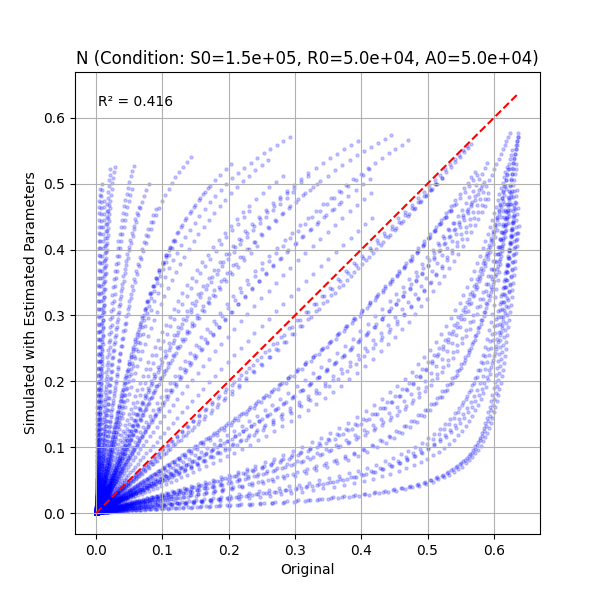 N (Condition: S0=1.5e+05, R0=5.0e+04, A0=5.0e+04)
R² = 0.416
0.6
0.5
0.4
0.3
0.2
0.1
0.0
Simulated with Estimated Parameters
0.0 0.1 0.2 0.3 0.4 0.5 0.6
Original